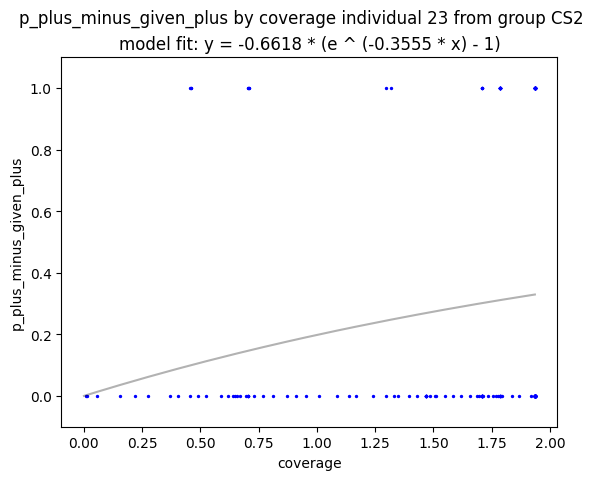 p_plus_minus_given_plus by coverage individual 23 from group CS2
model fit: y = -0.6618 * (e ^ (-0.3555 * x) - 1)
1.0
0.8
0.6
0.4
0.2
0.0
p_plus_minus_given_plus
0.00 0.25 0.50 0.75 1.00 1.25 1.50 1.75 2.00
coverage